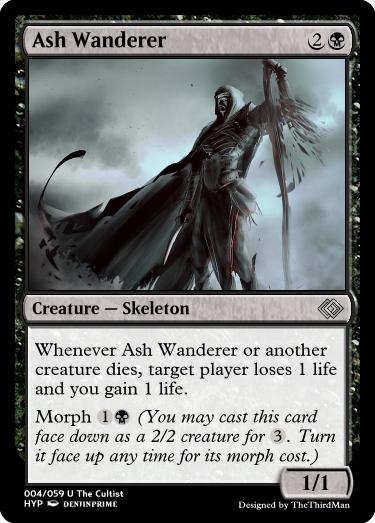 Ash Wanderer 2
Creature — Skeleton
Whenever Ash Wanderer or another
creature dies, target player loses 1 life
and you gain 1 life.
Morph 1 (You may cast this card
face down as a 2/2 creature for 3. Turn
it face up any time for its morph cost.)
1/1
004/059 U The Cultist
HYP DEN1INPRIME
Designed by TheThirdMan